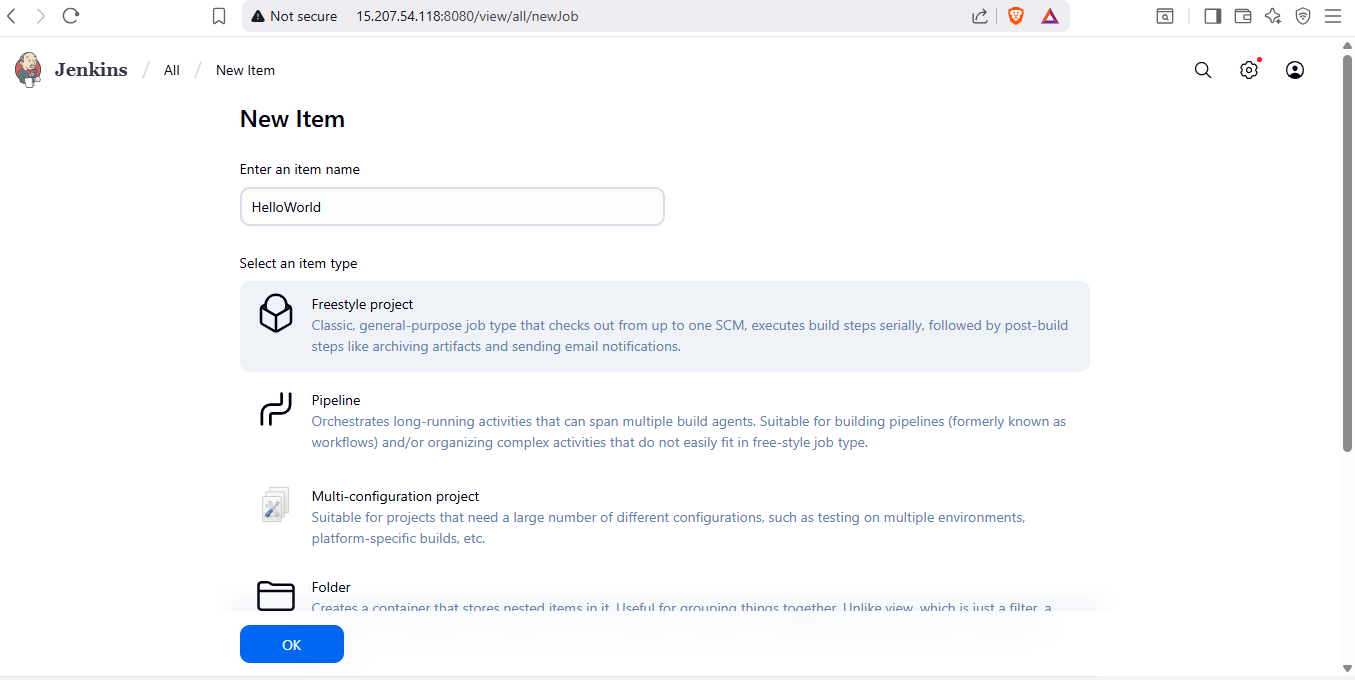 Not secure 15.207.54.118:8080/view/all/newJob
Jenkins / All / New Item
New Item
Enter an item name
HelloWorld
Select an item type
Freestyle project
Classic, general-purpose job type that checks out from up to one SCM, executes build steps serially, followed by post-build
steps like archiving artifacts and sending email notifications.
Pipeline
Orchestrates long-running activities that can span multiple build agents. Suitable for building pipelines (formerly known as
workflows) and/or organizing complex activities that do not easily fit in free-style job type.
Multi-configuration project
Suitable for projects that need a large number of different configurations, such as testing on multiple environments,
platform-specific builds, etc.
Folder
Creates a container that stores nested items in it. Useful for grouping things together. Unlike view, which is just a filter, a
OK